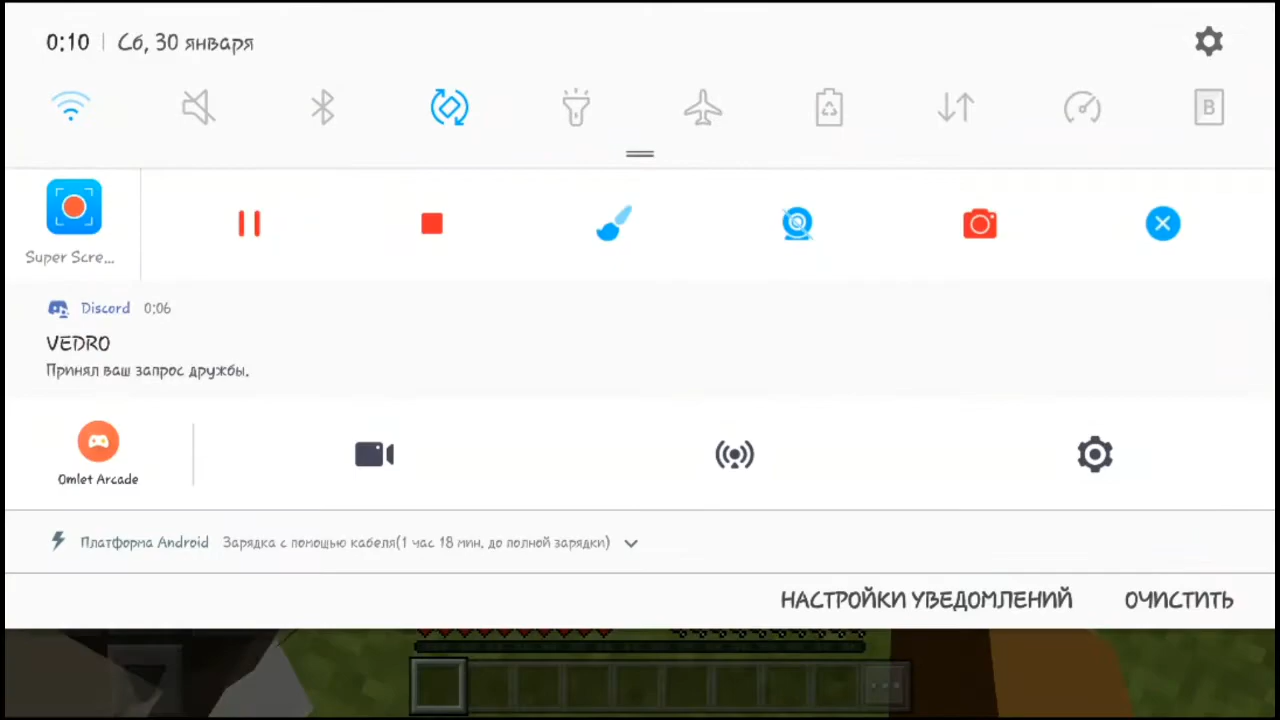 0:10 | Сб, 30 января
B
Super Scre...
Discord 0:06
VEDRO
Принял ваш запрос дружбы.
Omlet Arcade
Платформа Android Зарядка с помощью кабеля(1 час 18 мин. до полной зарядки)
НАСТРОЙКИ УВЕДОМЛЕНИЙ ОЧИСТИТЬ